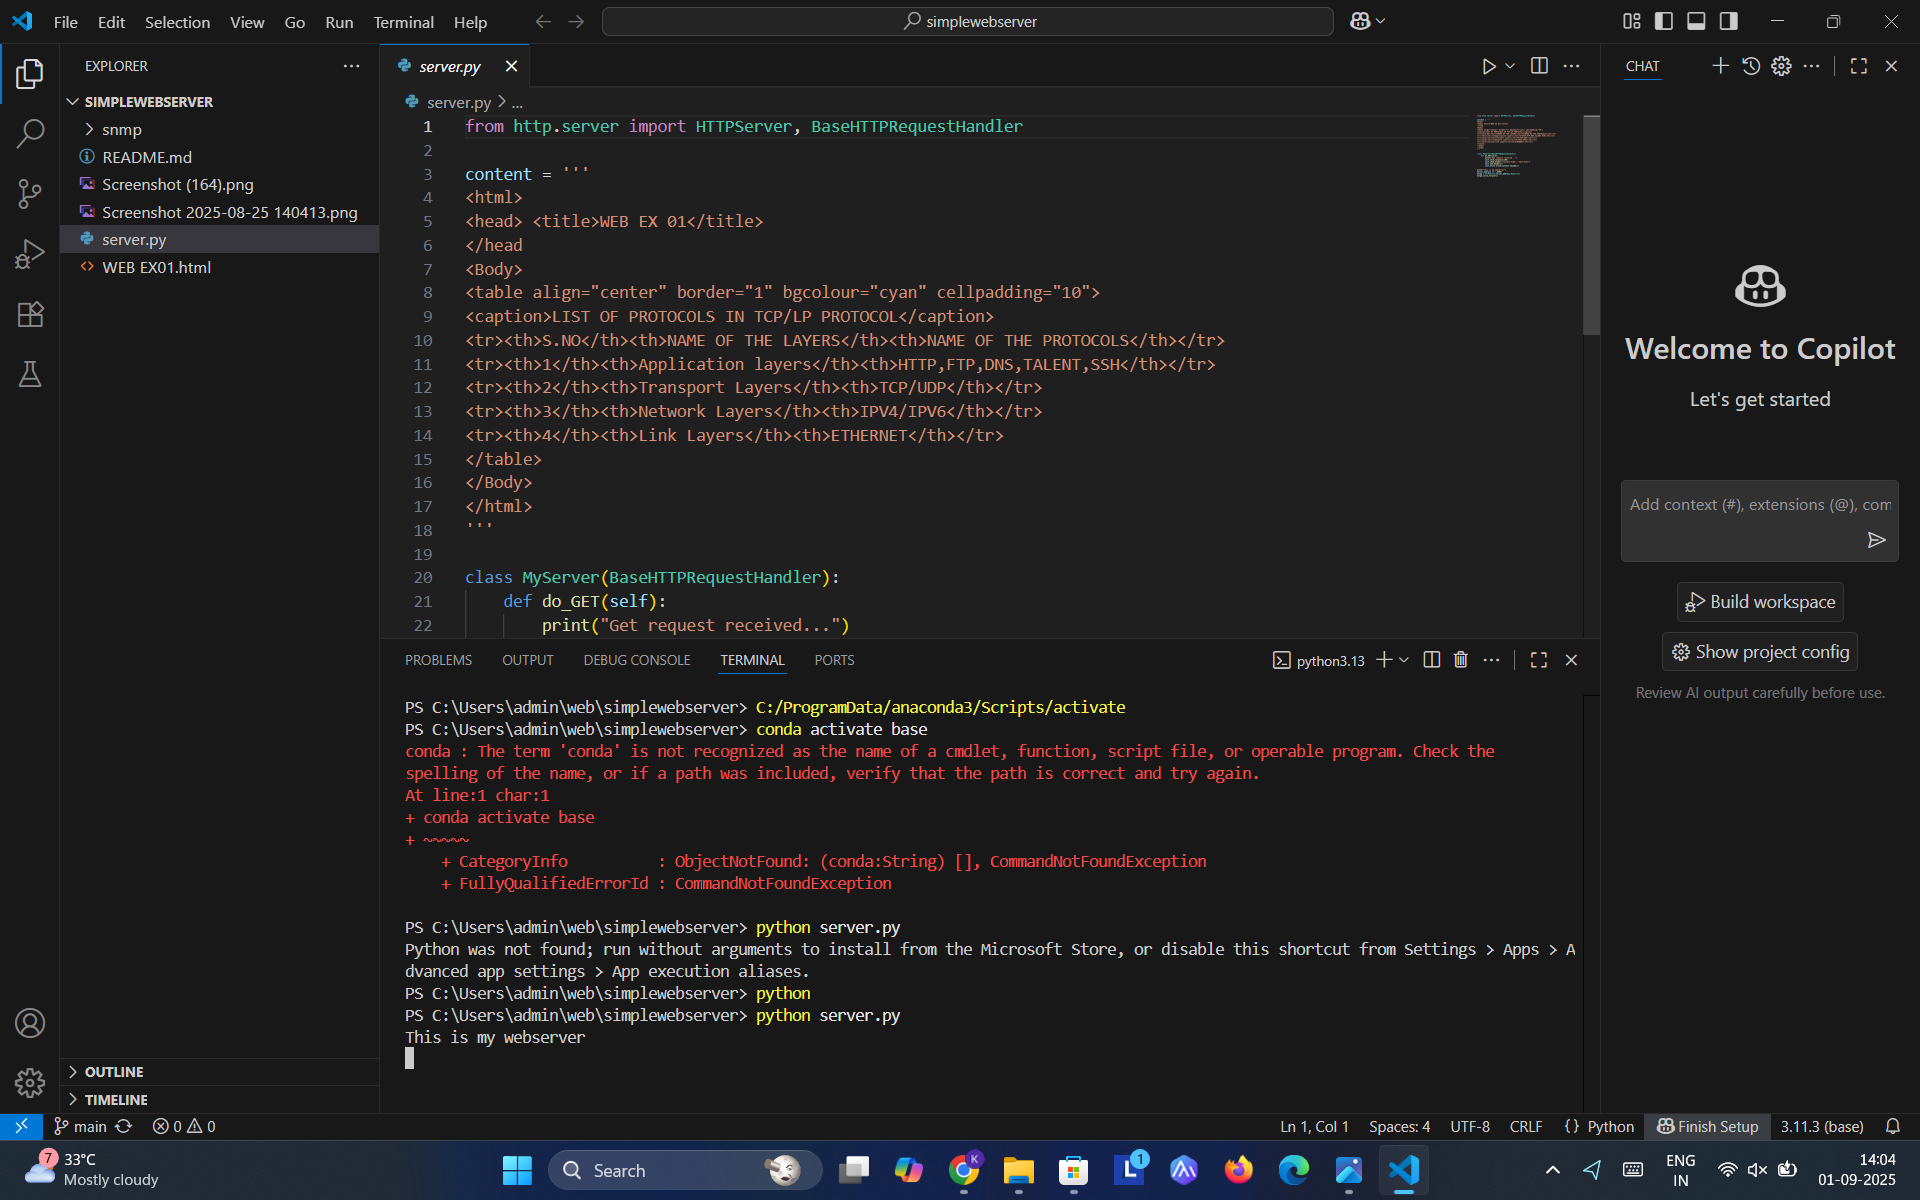 File Edit Selection View Go Run Terminal Help
simplewebserver
EXPLORER
SIMPLEWEBSERVER
snmp
README.md
Screenshot (164).png
Screenshot 2025-08-25 140413.png
server.py
WEB EX01.html
OUTLINE
TIMELINE
server.py
server.py > ...
1 from http.server import HTTPServer, BaseHTTPRequestHandler
2
3 content = '''
4 <html>
5 <head> <title>WEB EX 01</title>
6 </head
7 <Body>
8 <table align="center" border="1" bgcolour="cyan" cellpadding="10">
9 <caption>LIST OF PROTOCOLS IN TCP/LP PROTOCOL</caption>
10 <tr><th>S.NO</th><th>NAME OF THE LAYERS</th><th>NAME OF THE PROTOCOLS</th></tr>
11 <tr><th>1</th><th>Application layers</th><th>HTTP,FTP,DNS,TALENT,SSH</th></tr>
12 <tr><th>2</th><th>Transport Layers</th><th>TCP/UDP</th></tr>
13 <tr><th>3</th><th>Network Layers</th><th>IPV4/IPV6</th></tr>
14 <tr><th>4</th><th>Link Layers</th><th>ETHERNET</th></tr>
15 </table>
16 </Body>
17 </html>
18 '''
19
20 class MyServer(BaseHTTPRequestHandler):
21 def do_GET(self):
22 print("Get request received...")
PROBLEMS OUTPUT DEBUG CONSOLE TERMINAL PORTS
python3.13
PS C:\Users\admin\web\simplewebserver> C:/ProgramData/anaconda3/Scripts/activate
PS C:\Users\admin\web\simplewebserver> conda activate base
conda : The term 'conda' is not recognized as the name of a cmdlet, function, script file, or operable program. Check the
spelling of the name, or if a path was included, verify that the path is correct and try again.
At line:1 char:1
+ conda activate base
+ ~~~~~
+ CategoryInfo : ObjectNotFound: (conda:String) [], CommandNotFoundException
+ FullyQualifiedErrorId : CommandNotFoundException
PS C:\Users\admin\web\simplewebserver> python server.py
Python was not found; run without arguments to install from the Microsoft Store, or disable this shortcut from Settings > Apps > A
dvanced app settings > App execution aliases.
PS C:\Users\admin\web\simplewebserver> python
PS C:\Users\admin\web\simplewebserver> python server.py
This is my webserver
CHAT
Welcome to Copilot
Let's get started
Add context (#), extensions (@), com
Build workspace
Show project config
Review AI output carefully before use.
main 0 0
Ln 1, Col 1 Spaces: 4 UTF-8 CRLF {} Python Finish Setup 3.11.3 (base)
7
33°C
Mostly cloudy
Search
K
L 1
ENG
IN
14:04
01-09-2025